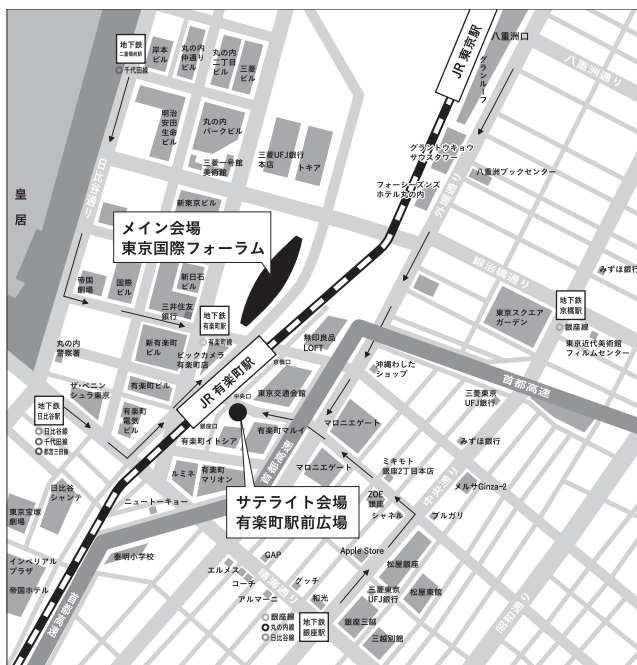 地下鉄
二重橋前駅
千代田線
岸本
ビル
丸の内
仲通り
ビル
丸の内
二丁目
ビル
三菱
ビル
JR 東京駅
八重洲口
グランルーフ
八重洲通り
明治
安田
生命
ビル
丸の内
パークビル
三菱一号館
美術館
三菱UFJ銀行
本店
トキア
グラントウキョウ
サウスタワー
フォーシーズンズ
ホテル丸の内
八重洲ブックセンター
外堀通り
日比谷通り
皇居
新東京ビル
メイン会場
東京国際フォーラム
鍛冶橋通り
みずほ銀行
帝国
劇場
国際
ビル
新日石
ビル
三井住友
銀行
地下鉄
有楽町駅
有楽町線
東京スクエア
ガーデン
地下鉄
京橋駅
銀座線
東京近代美術館
フィルムセンター
丸の内
警察署
新有楽町
ビル
ビックカメラ
有楽町店
無印良品
LOFT
京橋口
JR 有楽町駅
沖縄わした
ショップ
首都高速
ザ・ペニン
シュラ東京
有楽町ビル
中央口
東京交通会館
三菱東京
UFJ銀行
地下鉄
日比谷駅
日比谷線
千代田線
都営三田線
有楽町
電気
ビル
銀座口
有楽町イトシア
有楽町マルイ
マロニエゲート
首都高速
みずほ銀行
ルミネ
有楽町
マリオン
マロニエゲート
ミキモト
銀座2丁目本店
中央通り
メルサGinza-2
日比谷
シャンテ
ニュートーキョー
サテライト会場
有楽町駅前広場
ZOE
銀座
シャネル
ブルガリ
東京宝塚
劇場
泰明小学校
GAP
Apple Store
松屋銀座
インペリアル
プラザ
帝国ホテル
首都高速
エルメス
コーチ
アルマーニ
晴海通り
グッチ
和光
三菱東京
UFJ銀行
松屋東館
昭和通り
銀座線
丸の内線
日比谷線
地下鉄
銀座駅
銀座三越
三越別館